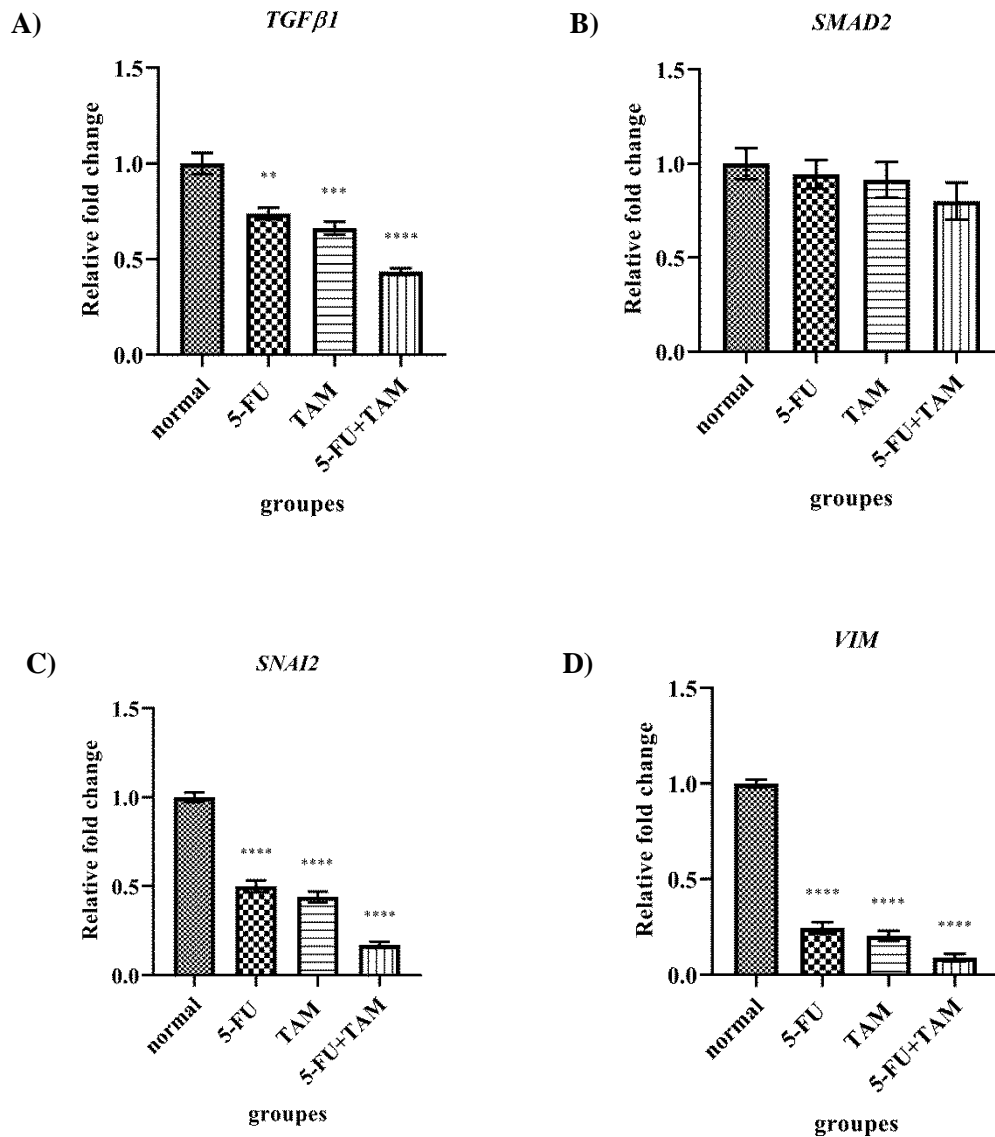 A)
TGFβ1
Relative fold change
1.5
1.0
0.5
0.0
**
***
****
normal
5-FU
TAM
5-FU+TAM
groupes
B)
SMAD2
Relative fold change
1.5
1.0
0.5
0.0
normal
5-FU
TAM
5-FU+TAM
groupes
C)
SNAI2
Relative fold change
1.5
1.0
0.5
0.0
****
****
****
normal
5-FU
TAM
5-FU+TAM
groupes
D)
VIM
Relative fold change
1.5
1.0
0.5
0.0
****
****
****
normal
5-FU
TAM
5-FU+TAM
groupes